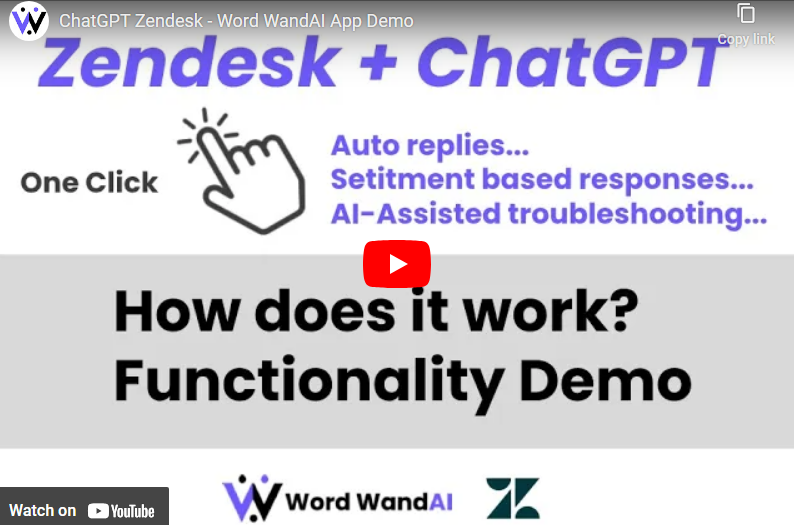 ChatGPT Zendesk - Word WandAI App Demo
Copy link
Zendesk + ChatGPT
One Click
Auto replies...
Setitment based responses...
AI-Assisted troubleshooting...
How does it work?
Functionality Demo
Word WandAI
Watch on YouTube